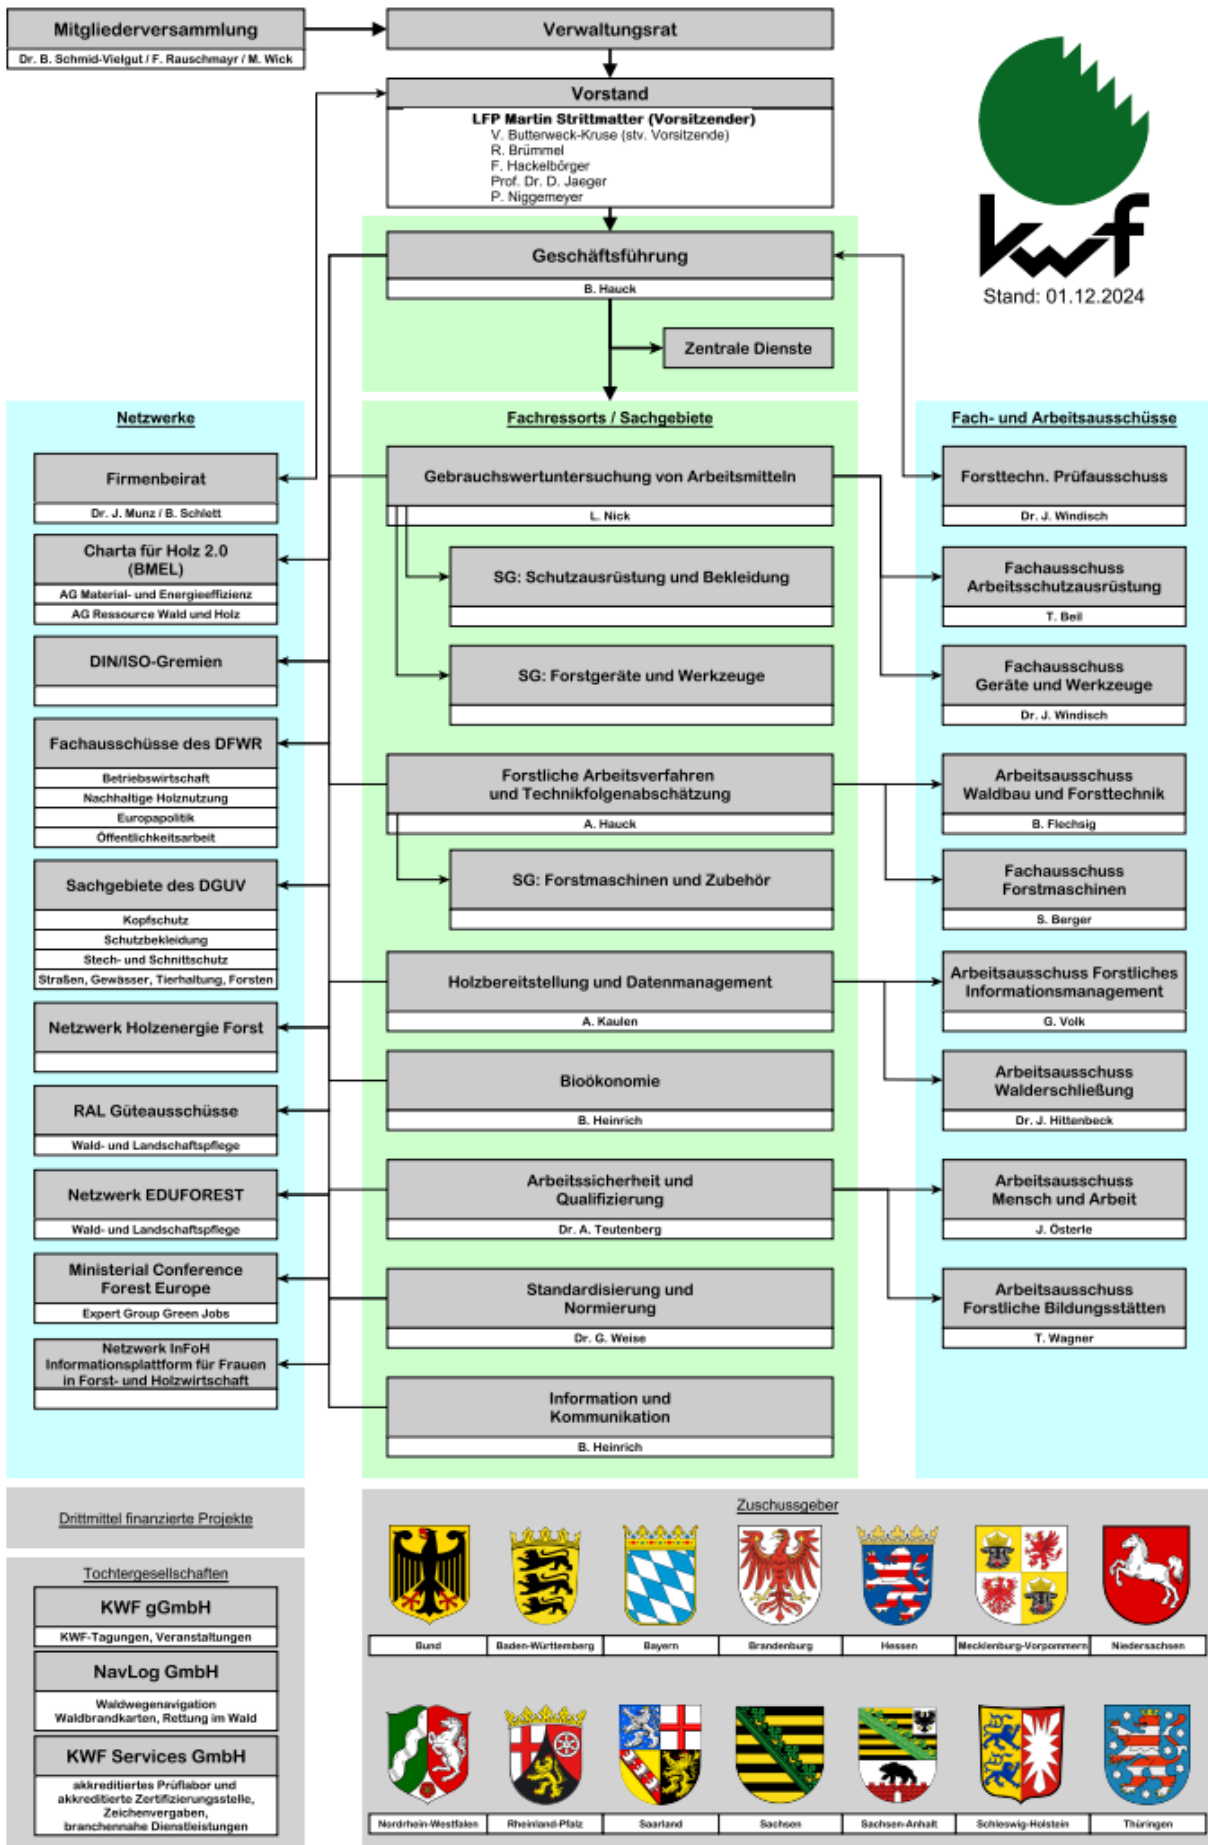 Mitgliederversammlung
Dr. B. Schmid-Vielgut / F. Rauschmayr / M. Wick
Verwaltungsrat
Vorstand
LFP Martin Strittmatter (Vorsitzender)
V. Butterweck-Kruse (stv. Vorsitzende)
R. Brümmel
F. Hackelbörger
Prof. Dr. D. Jaeger
P. Niggemeyer
kwf
Stand: 01.12.2024
Geschäftsführung
B. Hauck
Zentrale Dienste
Netzwerke
Firmenbeirat
Dr. J. Munz / B. Schlett
Charta für Holz 2.0
(BMEL)
AG Material- und Energieeffizienz
AG Ressource Wald und Holz
DIN/ISO-Gremien
Fachausschüsse des DFWR
Betriebswirtschaft
Nachhaltige Holznutzung
Europapolitik
Öffentlichkeitsarbeit
Sachgebiete des DGUV
Kopfschutz
Schutzbekleidung
Stech- und Schnittschutz
Straßen, Gewässer, Tierhaltung, Forsten
Netzwerk Holzenergie Forst
RAL Güteausschüsse
Wald- und Landschaftspflege
Netzwerk EDUFOREST
Wald- und Landschaftspflege
Ministerial Conference
Forest Europe
Expert Group Green Jobs
Netzwerk InFoH
Informationsplattform für Frauen
in Forst- und Holzwirtschaft
Fachressorts / Sachgebiete
Gebrauchswertuntersuchung von Arbeitsmitteln
L. Nick
SG: Schutzausrüstung und Bekleidung
SG: Forstgeräte und Werkzeuge
Forstliche Arbeitsverfahren
und Technikfolgenabschätzung
A. Hauck
SG: Forstmaschinen und Zubehör
Holzbereitstellung und Datenmanagement
A. Kaulen
Bioökonomie
B. Heinrich
Arbeitssicherheit und
Qualifizierung
Dr. A. Teutenberg
Standardisierung und
Normierung
Dr. G. Weise
Information und
Kommunikation
B. Heinrich
Fach- und Arbeitsausschüsse
Forsttechn. Prüfausschuss
Dr. J. Windisch
Fachausschuss
Arbeitsschutzausrüstung
T. Beil
Fachausschuss
Geräte und Werkzeuge
Dr. J. Windisch
Arbeitsausschuss
Waldbau und Forsttechnik
B. Flechsig
Fachausschuss
Forstmaschinen
S. Berger
Arbeitsausschuss Forstliches
Informationsmanagement
G. Volk
Arbeitsausschuss
Walderschließung
Dr. J. Hittenbeck
Arbeitsausschuss
Mensch und Arbeit
J. Österle
Arbeitsausschuss
Forstliche Bildungsstätten
T. Wagner
Drittmittel finanzierte Projekte
Tochtergesellschaften
KWF gGmbH
KWF-Tagungen, Veranstaltungen
NavLog GmbH
Waldwegenavigation
Waldbrandkarten, Rettung im Wald
KWF Services GmbH
akkreditiertes Prüflabor und
akkreditierte Zertifizierungsstelle,
Zeichenvergaben,
branchennahe Dienstleistungen
Zuschussgeber
Bund
Baden-Württemberg
Bayern
Brandenburg
Hessen
Mecklenburg-Vorpommern
Niedersachsen
Nordrhein-Westfalen
Rheinland-Pfalz
Saarland
Sachsen
Sachsen-Anhalt
Schleswig-Holstein
Thüringen